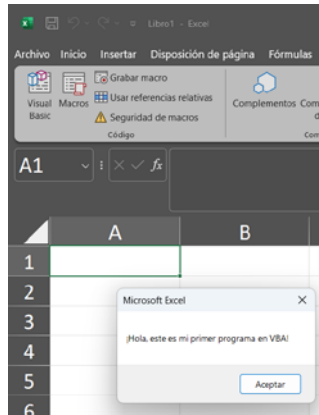 Libro1 - Excel
Archivo Inicio Insertar Disposición de página Fórmulas
Visual Basic
Macros
Grabar macro
Usar referencias relativas
Seguridad de macros
Código
Complementos
A1
fx
A B
1
2
3
4
5
6
Microsoft Excel
¡Hola, este es mi primer programa en VBA!
Aceptar